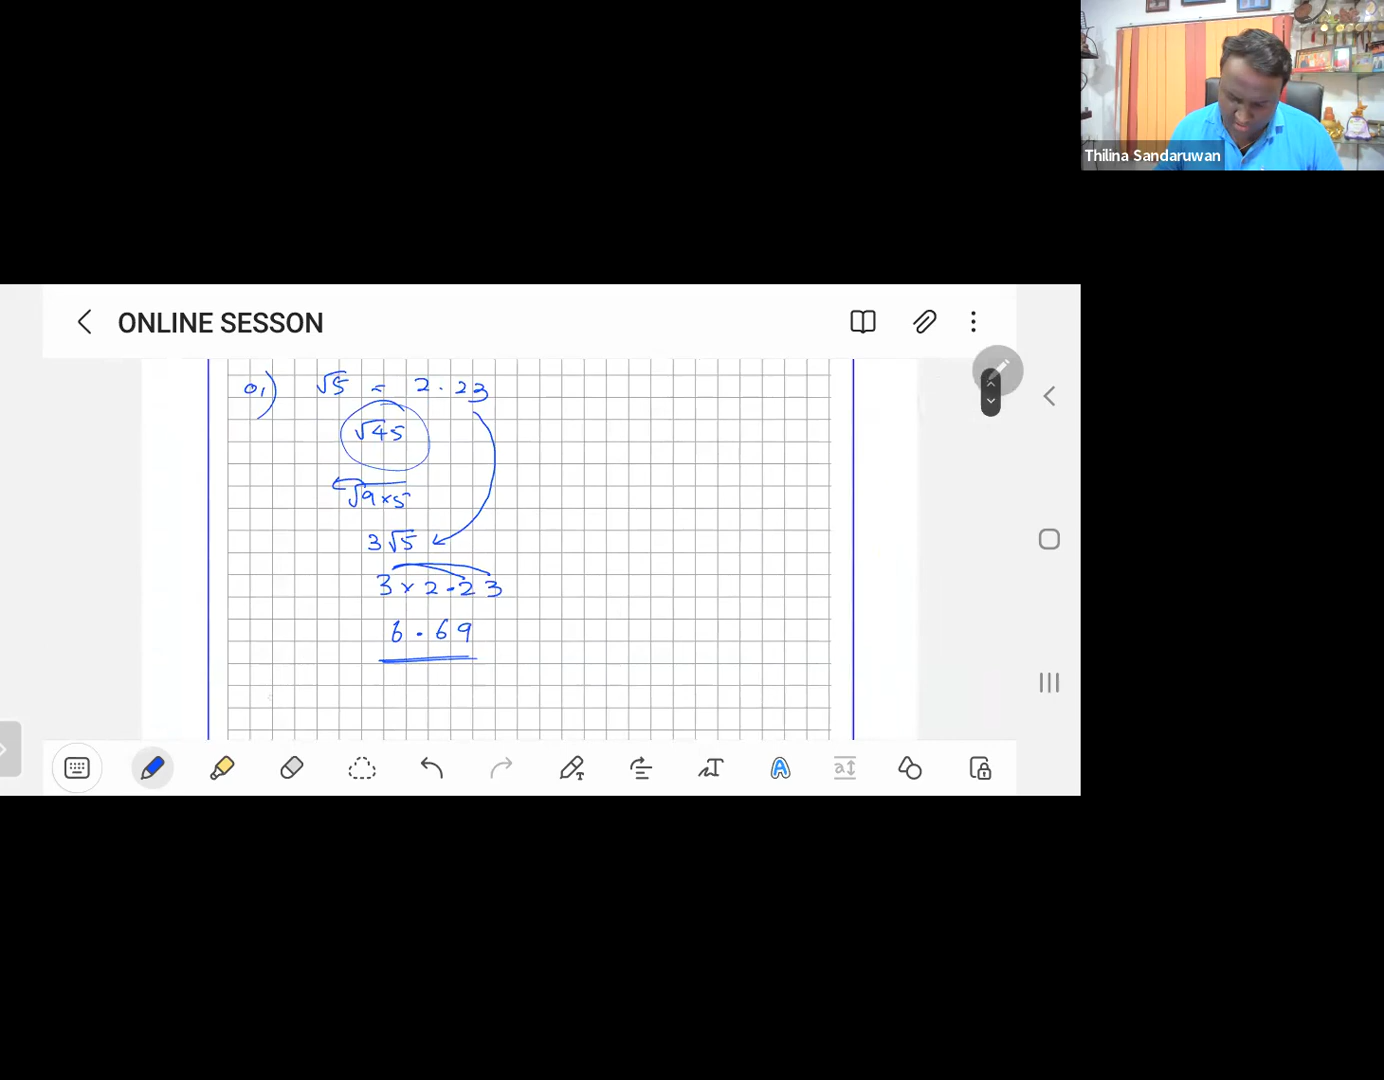 Thilina Sandaruwan
ONLINE SESSON
01) √5 = 2.23
√45
√9×5
3√5
3 × 2.23
6.69